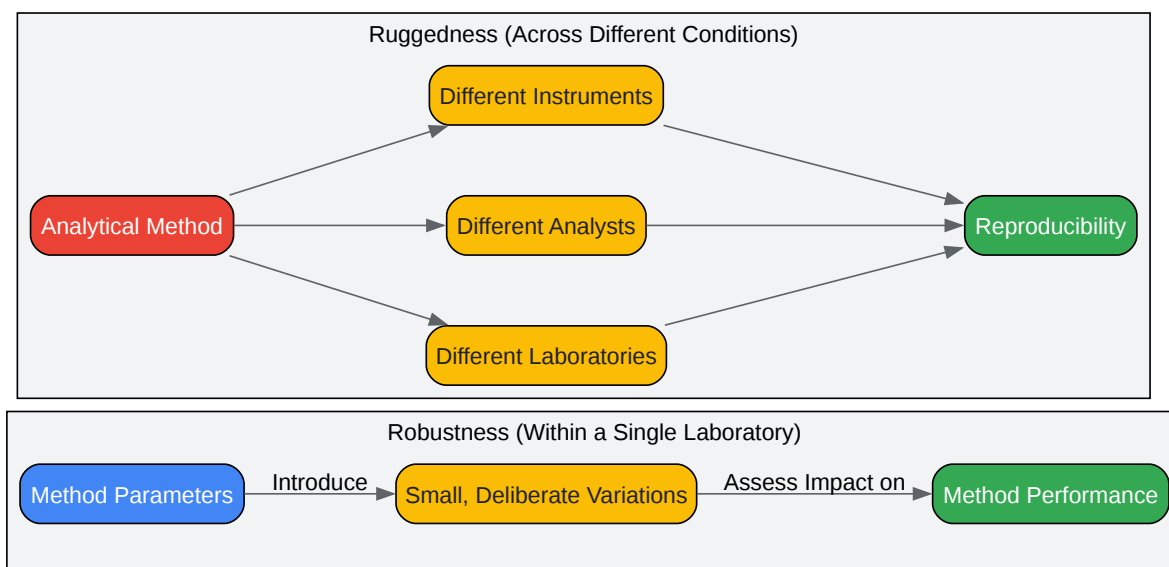 Ruggedness (Across Different Conditions)
Different Instruments
Analytical Method
Different Analysts
Reproducibility
Different Laboratories
Robustness (Within a Single Laboratory)
Method Parameters
Introduce
Small, Deliberate Variations
Assess Impact on
Method Performance